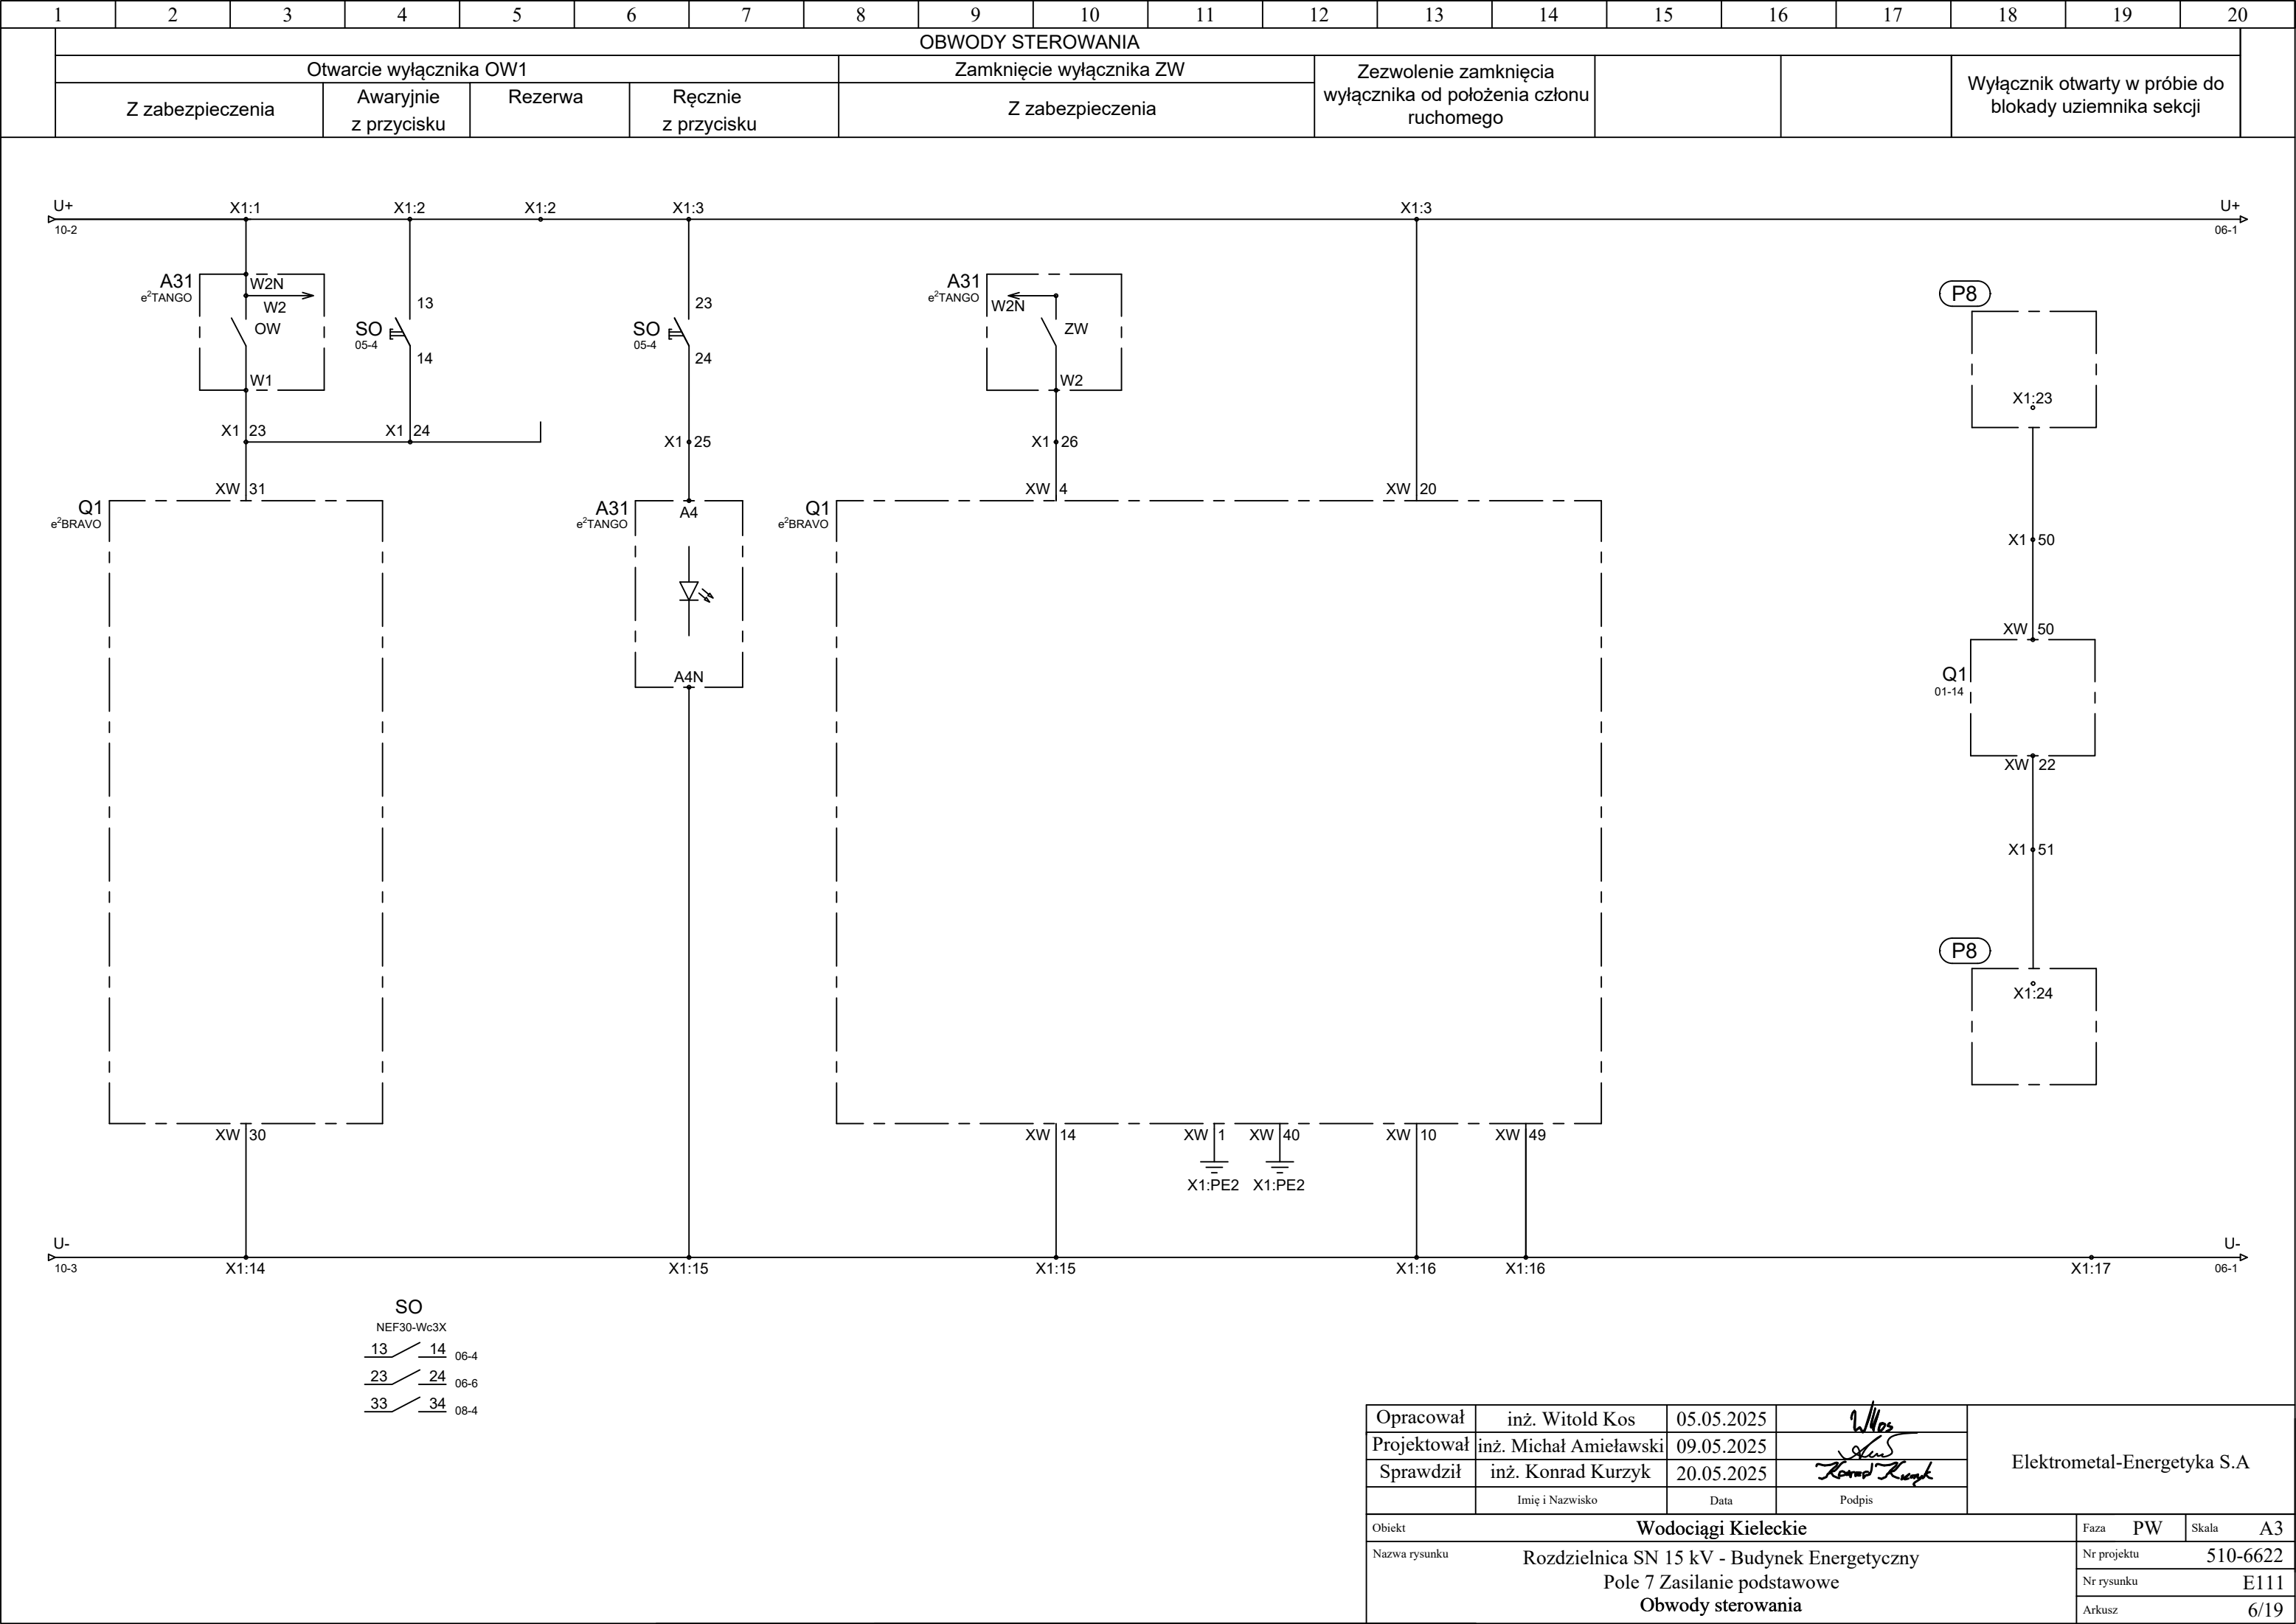 1 2 3 4 5 6 7 8 9 10 11 12 13 14 15 16 17 18 19 20
OBWODY STEROWANIA
Otwarcie wyłącznika OW1
Zamknięcie wyłącznika ZW
Zezwolenie zamknięcia
wyłącznika od położenia członu
ruchomego
Wyłącznik otwarty w próbie do
blokady uziemnika sekcji
Z zabezpieczenia
Awaryjnie
z przycisku
Rezerwa
Ręcznie
z przycisku
Z zabezpieczenia
U+
10-2
X1:1
X1:2
X1:2
X1:3
X1:3
U+
06-1
A31
e²TANGO
W2N
W2
OW
W1
SO
05-4
13
14
SO
05-4
23
24
A31
e²TANGO
W2N
ZW
W2
P8
X1:23
X1 23
X1 24
X1 25
X1 26
XW 31
XW 4
XW 20
Q1
e²BRAVO
A31
e²TANGO
A4
A4N
Q1
e²BRAVO
X1 50
XW 50
Q1
01-14
XW 22
X1 51
P8
X1:24
XW 30
XW 14
XW 1
XW 40
XW 10
XW 49
X1:PE2
X1:PE2
U-
10-3
X1:14
X1:15
X1:15
X1:16
X1:16
X1:17
U-
06-1
SO
NEF30-Wc3X
13 14 06-4
23 24 06-6
33 34 08-4
Opracował inż. Witold Kos 05.05.2025
Projektował inż. Michał Amieławski 09.05.2025
Sprawdził inż. Konrad Kurzyk 20.05.2025 Konrad Kurzyk
Imię i Nazwisko Data Podpis
Elektrometal-Energetyka S.A
Obiekt Wodociągi Kieleckie
Faza PW Skala A3
Nazwa rysunku Rozdzielnica SN 15 kV - Budynek Energetyczny
Pole 7 Zasilanie podstawowe
Obwody sterowania
Nr projektu 510-6622
Nr rysunku E111
Arkusz 6/19